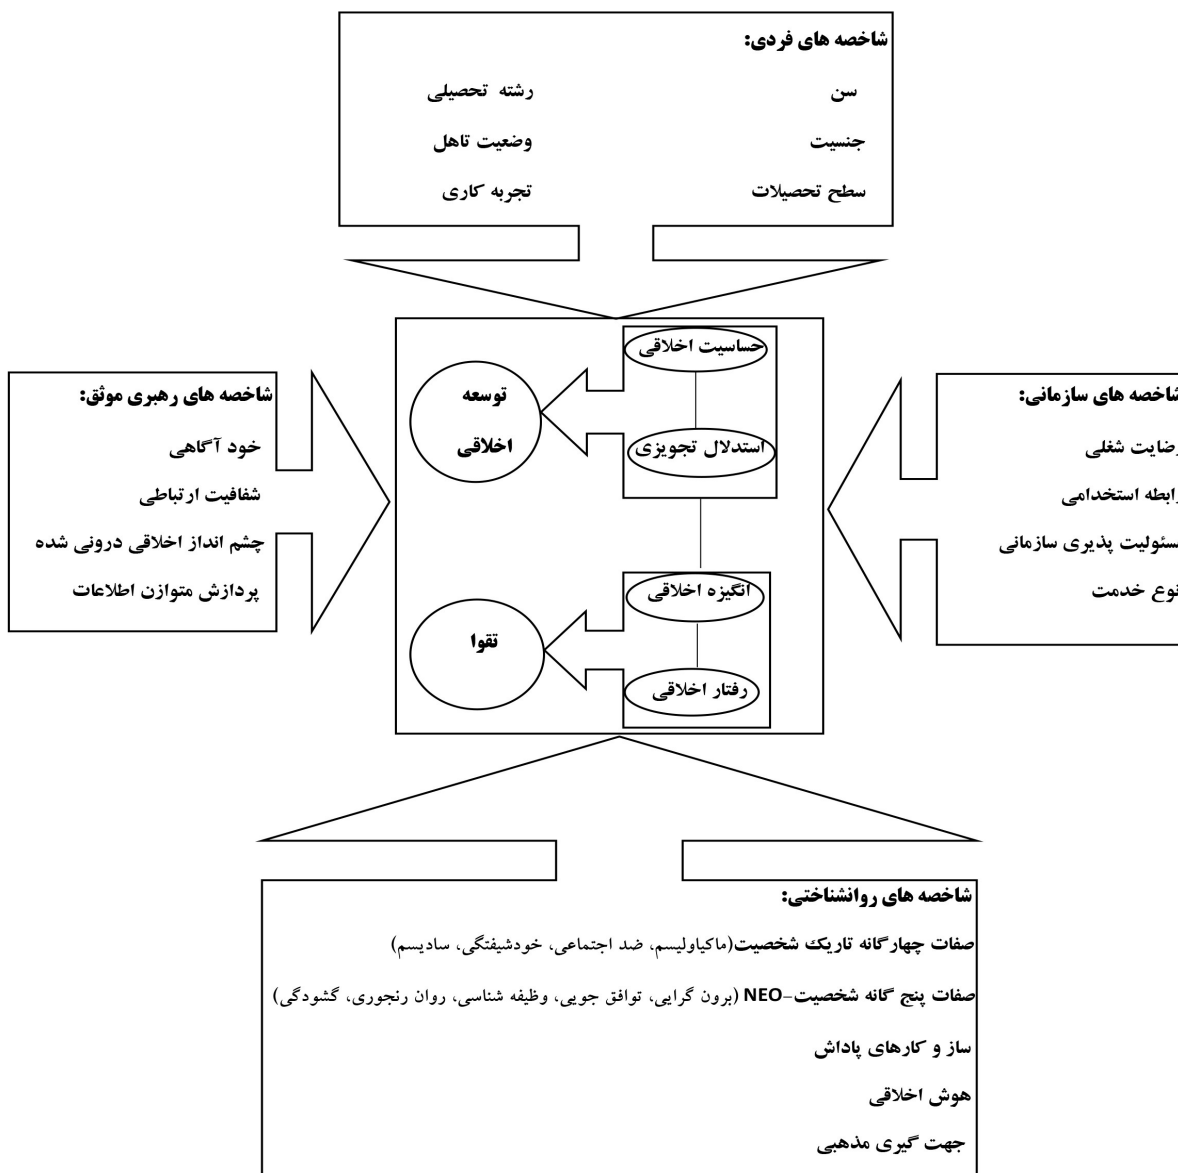 شاخصه های فردی:
سن رشته تحصیلی
جنسیت وضعیت تاهل
سطح تحصیلات تجربه کاری
شاخصه های سازمانی:
رضایت شغلی
رابطه استخدامی
مسئولیت پذیری سازمانی
نوع خدمت
حساسیت اخلاقی
استدلال تجویزی
توسعه
اخلاقی
انگیزه اخلاقی
رفتار اخلاقی
تقوا
شاخصه های رهبری موثق:
خود آگاهی
شفافیت ارتباطی
چشم انداز اخلاقی درونی شده
پردازش متوازن اطلاعات
شاخصه های روانشناختی:
صفات چهارگانه تاریک شخصیت(ماکیاولیسم، ضد اجتماعی، خودشیفتگی، سادیسم)
صفات پنج گانه شخصیت-NEO (برون گرایی، توافق جویی، وظیفه شناسی، روان رنجوری، گشودگی)
ساز و کارهای پاداش
هوش اخلاقی
جهت گیری مذهبی